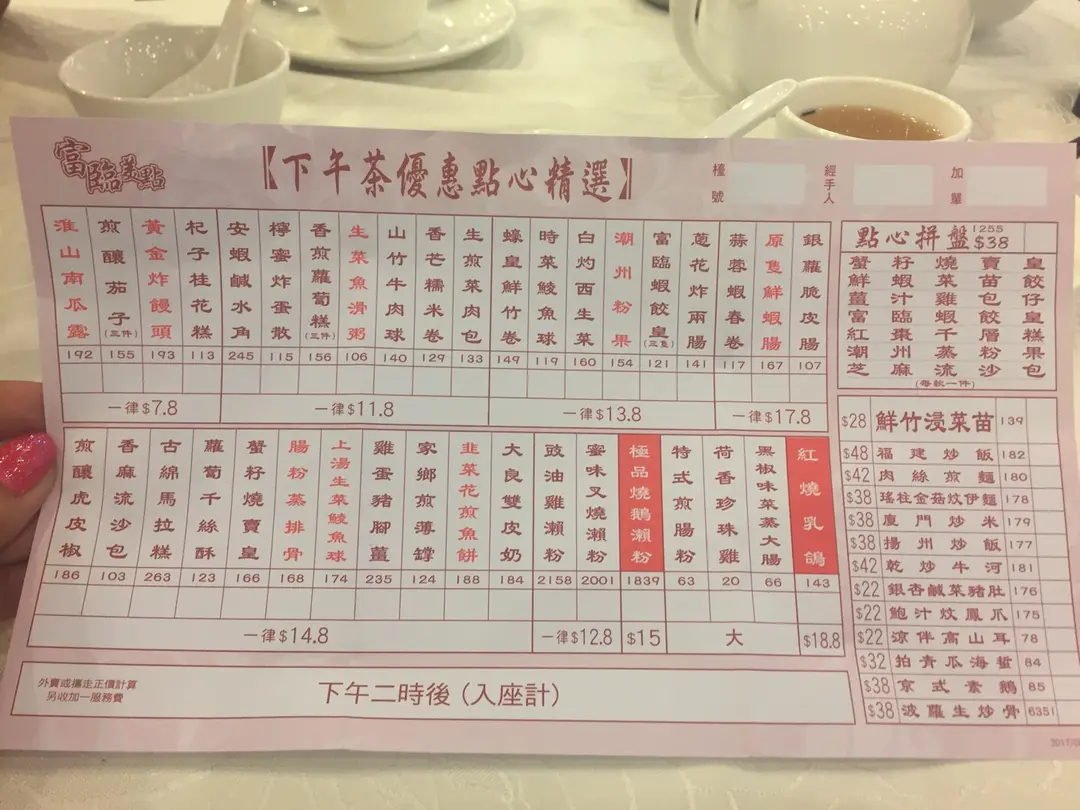 富臨美點
【下午茶優惠點心精選】
檯號
經手人
加單
淮山南瓜露 192
煎釀茄子(三件) 155
黃金炸饅頭 193
杞子桂花糕 113
安蝦鹹水角 245
檸蜜炸蛋散 115
香煎蘿蔔糕(三件) 156
生菜魚滑粥 106
山竹牛肉球 140
香芒糯米卷 129
生煎菜肉包 133
蠔皇鮮竹卷 149
時菜鯪魚球 119
白灼西生菜 160
潮州粉果 154
富臨蝦餃皇(三隻) 121
蔥花炸兩腸 141
蒜蓉蝦春卷 117
原隻鮮蝦腸 167
銀蘿脆皮腸 107
一律$7.8
一律$11.8
一律$13.8
一律$17.8
煎釀虎皮椒 186
香麻流沙包 103
古綿馬拉糕 263
蘿蔔千絲酥 123
蟹籽燒賣皇 166
腸粉蒸排骨 168
上湯生菜鯪魚球 174
雞蛋豬腳薑 235
家鄉煎薄罉 124
韭菜花煎魚餅 188
大良雙皮奶 184
豉油雞瀨粉 2158
蜜味叉燒瀨粉 2001
極品燒鵝瀨粉 1839
特式煎腸粉 63
荷香珍珠雞 20
黑椒味菜蒸大腸 66
紅燒乳鴿 143
一律$14.8
一律$12.8
$15
大
$18.8
外賣或攜走正價計算
另收加一服務費
下午二時後（入座計）
點心拼盤 1255 $38
蟹籽燒賣皇
鮮蝦菜苗餃
薑汁雞包仔
富臨蝦餃皇
紅棗千層糕
潮州蒸粉果
芝麻流沙包
(每款一件)
$28 鮮竹浸菜苗 139
$48 福建炒飯 182
$42 肉絲煎麵 180
$38 瑤柱金菇炆伊麵 178
$38 廈門炒米 179
$38 揚州炒飯 177
$42 乾炒牛河 181
$22 銀杏鹹菜豬肚 176
$22 鮑汁炆鳳爪 175
$22 涼伴高山耳 78
$32 拍青瓜海蜇 84
$38 京式素鵝 85
$38 波蘿生炒骨 6351